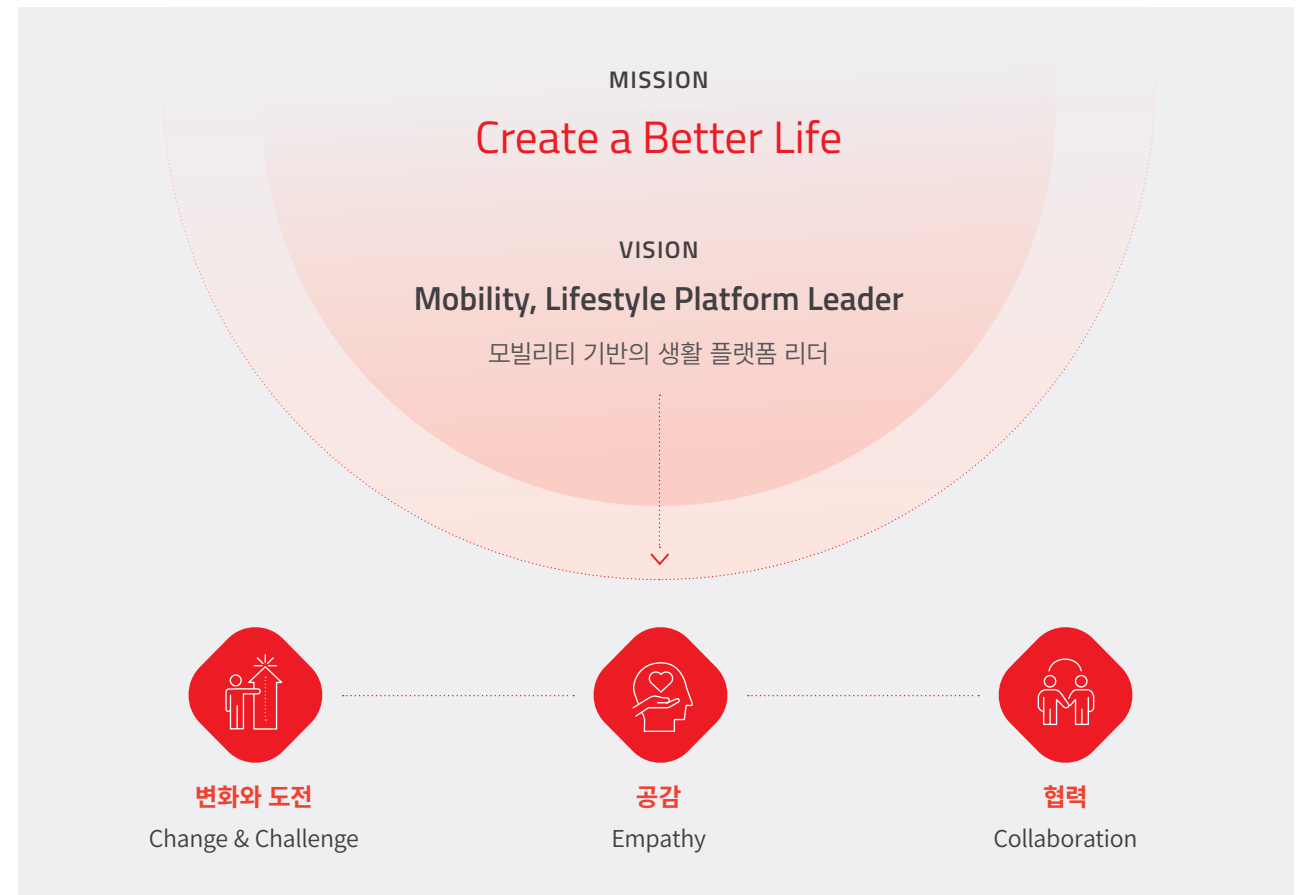 MISSION
Create a Better Life
VISION
Mobility, Lifestyle Platform Leader
모빌리티 기반의 생활 플랫폼 리더
변화와 도전
Change & Challenge
공감
Empathy
협력
Collaboration